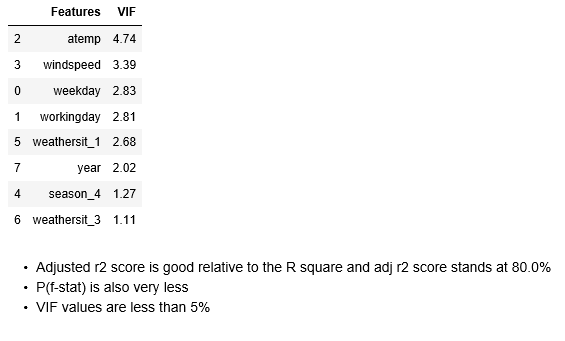 Features VIF
2 atemp 4.74
3 windspeed 3.39
0 weekday 2.83
1 workingday 2.81
5 weathersit_1 2.68
7 year 2.02
4 season_4 1.27
6 weathersit_3 1.11
• Adjusted r2 score is good relative to the R square and adj r2 score stands at 80.0%
• P(f-stat) is also very less
• VIF values are less than 5%